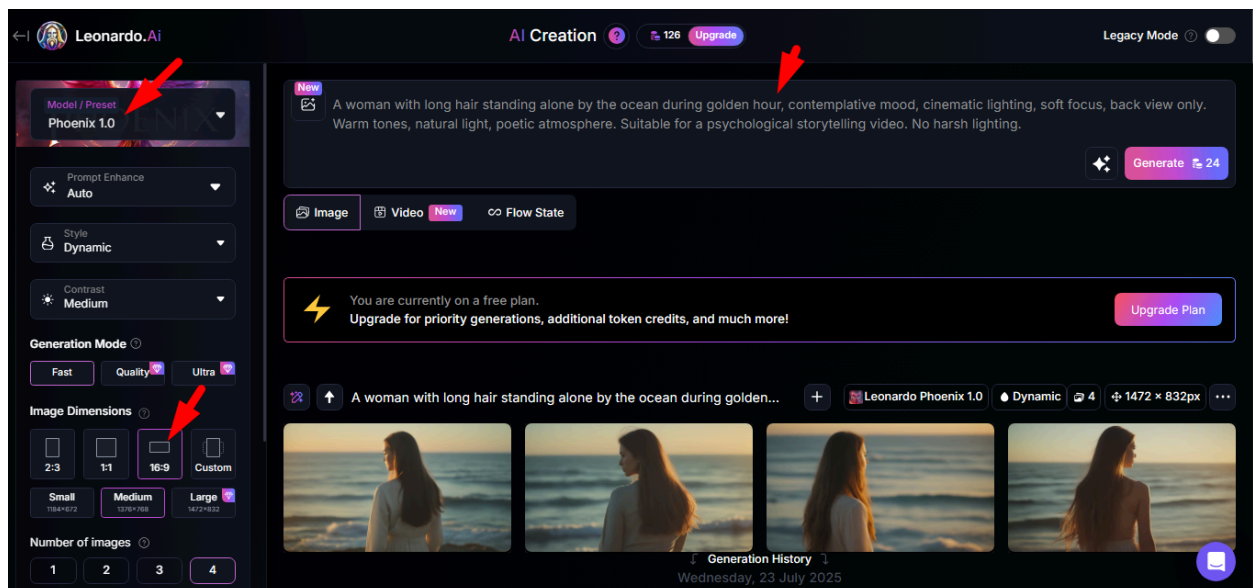 Leonardo.Ai
AI Creation ? 126 Upgrade
Legacy Mode ?
Model / Preset
Phoenix 1.0
Prompt Enhance
Auto
Style
Dynamic
Contrast
Medium
Generation Mode ?
Fast Quality Ultra
Image Dimensions ?
2:3 1:1 16:9 Custom
Small Medium Large
1184×672 1376×768 1472×832
Number of images ?
1 2 3 4
New
A woman with long hair standing alone by the ocean during golden hour, contemplative mood, cinematic lighting, soft focus, back view only.
Warm tones, natural light, poetic atmosphere. Suitable for a psychological storytelling video. No harsh lighting.
Generate 24
Image Video New Flow State
You are currently on a free plan.
Upgrade for priority generations, additional token credits, and much more!
Upgrade Plan
A woman with long hair standing alone by the ocean during golden... Leonardo Phoenix 1.0 Dynamic 4 1472 × 832px
Generation History
Wednesday, 23 July 2025